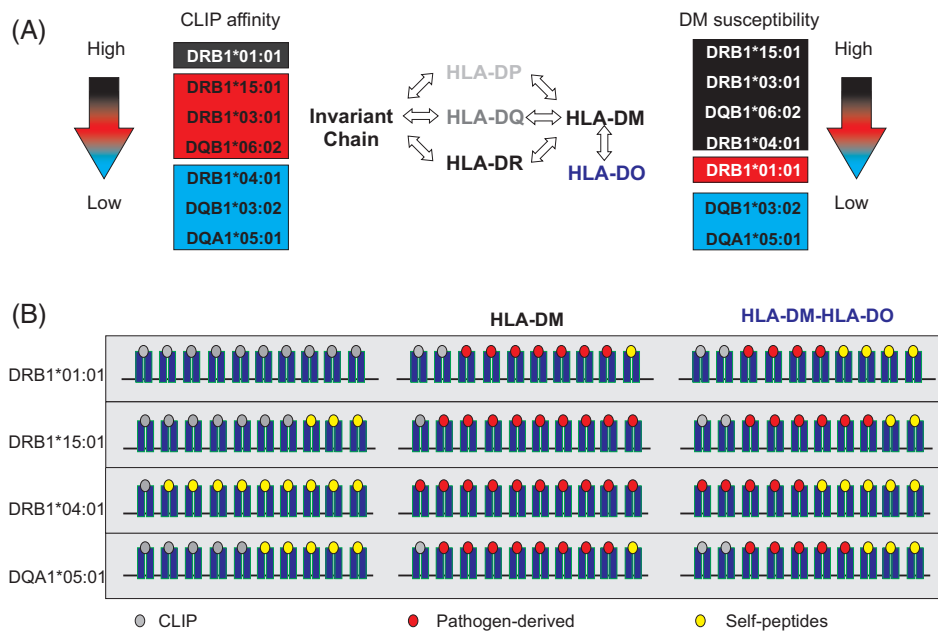 (A)
CLIP affinity
High
Low
DRB1*01:01
DRB1*15:01
DRB1*03:01
DQB1*06:02
DRB1*04:01
DQB1*03:02
DQA1*05:01
Invariant
Chain
HLA-DP
HLA-DQ
HLA-DR
HLA-DM
HLA-DO
DM susceptibility
DRB1*15:01
DRB1*03:01
DQB1*06:02
DRB1*04:01
DRB1*01:01
DQB1*03:02
DQA1*05:01
High
Low
(B)
HLA-DM
HLA-DM-HLA-DO
DRB1*01:01
DRB1*15:01
DRB1*04:01
DQA1*05:01
CLIP
Pathogen-derived
Self-peptides